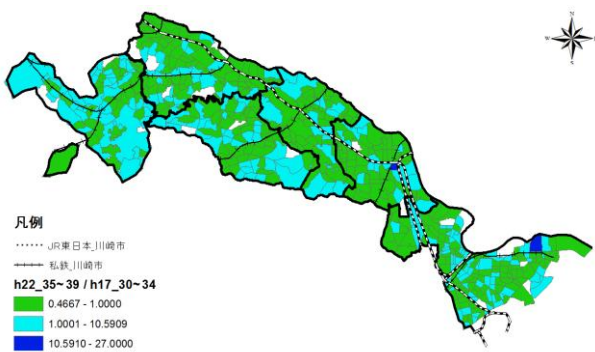 N
W
E
S
凡例
JR東日本_川崎市
私鉄_川崎市
h22_35~39 / h17_30~34
0.4667 - 1.0000
1.0001 - 10.5909
10.5910 - 27.0000